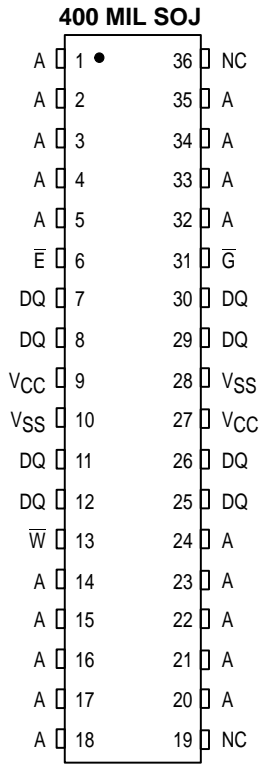 400 MIL SOJ
A 1 36 NC
A 2 35 A
A 3 34 A
A 4 33 A
A 5 32 A
E̅ 6 31 G̅
DQ 7 30 DQ
DQ 8 29 DQ
VCC 9 28 VSS
VSS 10 27 VCC
DQ 11 26 DQ
DQ 12 25 DQ
W̅ 13 24 A
A 14 23 A
A 15 22 A
A 16 21 A
A 17 20 A
A 18 19 NC